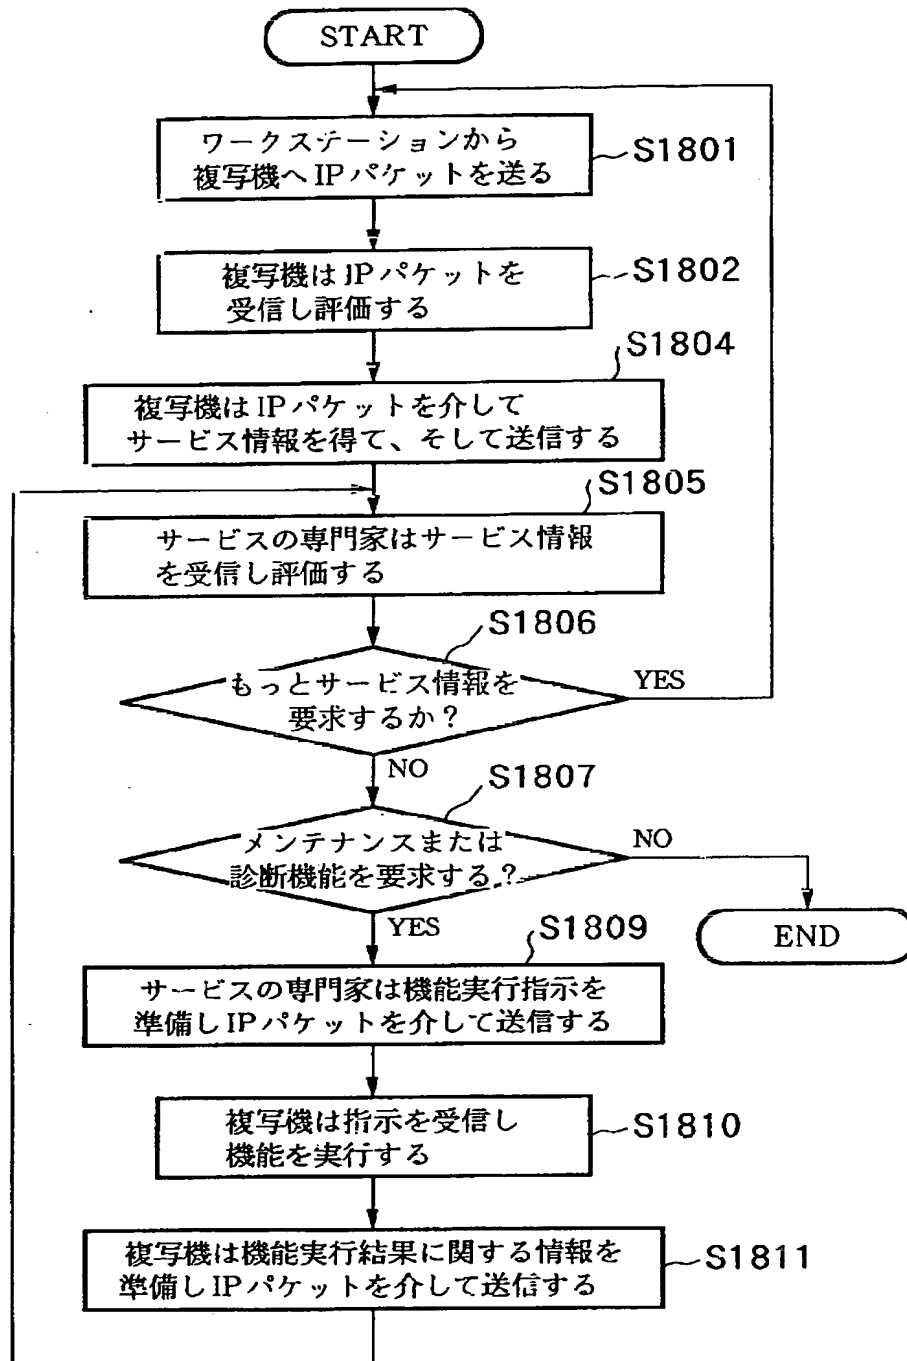 START
ワークステーションから
複写機へIPパケットを送る
S1801
複写機はIPパケットを
受信し評価する
S1802
S1804
複写機はIPパケットを介して
サービス情報を得て、そして送信する
S1805
サービスの専門家はサービス情報
を受信し評価する
S1806
もっとサービス情報を
要求するか?
YES
NO
S1807
メンテナンスまたは
診断機能を要求する?
NO
YES
END
S1809
サービスの専門家は機能実行指示を
準備しIPパケットを介して送信する
複写機は指示を受信し
機能を実行する
S1810
複写機は機能実行結果に関する情報を
準備しIPパケットを介して送信する
S1811